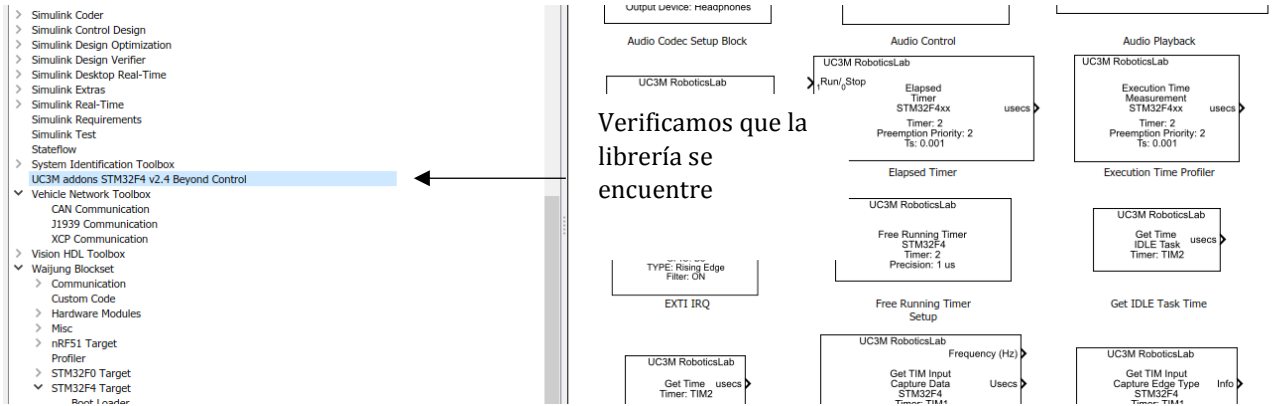 Simulink Coder
Simulink Control Design
Simulink Design Optimization
Simulink Design Verifier
Simulink Desktop Real-Time
Simulink Extras
Simulink Real-Time
Simulink Requirements
Simulink Test
Stateflow
System Identification Toolbox
UC3M addons STM32F4 v2.4 Beyond Control
Vehicle Network Toolbox
CAN Communication
J1939 Communication
XCP Communication
Vision HDL Toolbox
Waijung Blockset
Communication
Custom Code
Hardware Modules
Misc
nRF51 Target
Profiler
STM32F0 Target
STM32F4 Target
Boot Loader
Verificamos que la
librería se
encuentre
Output Device: Headphones
Audio Codec Setup Block
Audio Control
Audio Playback
UC3M RoboticsLab
UC3M RoboticsLab
1Run/0Stop
Elapsed
Timer
STM32F4xx
usecs
Timer: 2
Preemption Priority: 2
Ts: 0.001
Elapsed Timer
UC3M RoboticsLab
Execution Time
Measurement
STM32F4xx
usecs
Timer: 2
Preemption Priority: 2
Ts: 0.001
Execution Time Profiler
TYPE: Rising Edge
Filter: ON
EXTI IRQ
UC3M RoboticsLab
Free Running Timer
STM32F4
Timer: 2
Precision: 1 us
Free Running Timer
Setup
UC3M RoboticsLab
Get Time
IDLE Task
usecs
Timer: TIM2
Get IDLE Task Time
UC3M RoboticsLab
Get Time usecs
Timer: TIM2
UC3M RoboticsLab
Frequency (Hz)
Get TIM Input
Capture Data
Usecs
STM32F4
Timer: TIM1
UC3M RoboticsLab
Get TIM Input
Capture Edge Type
Info
STM32F4
Timer: TIM1